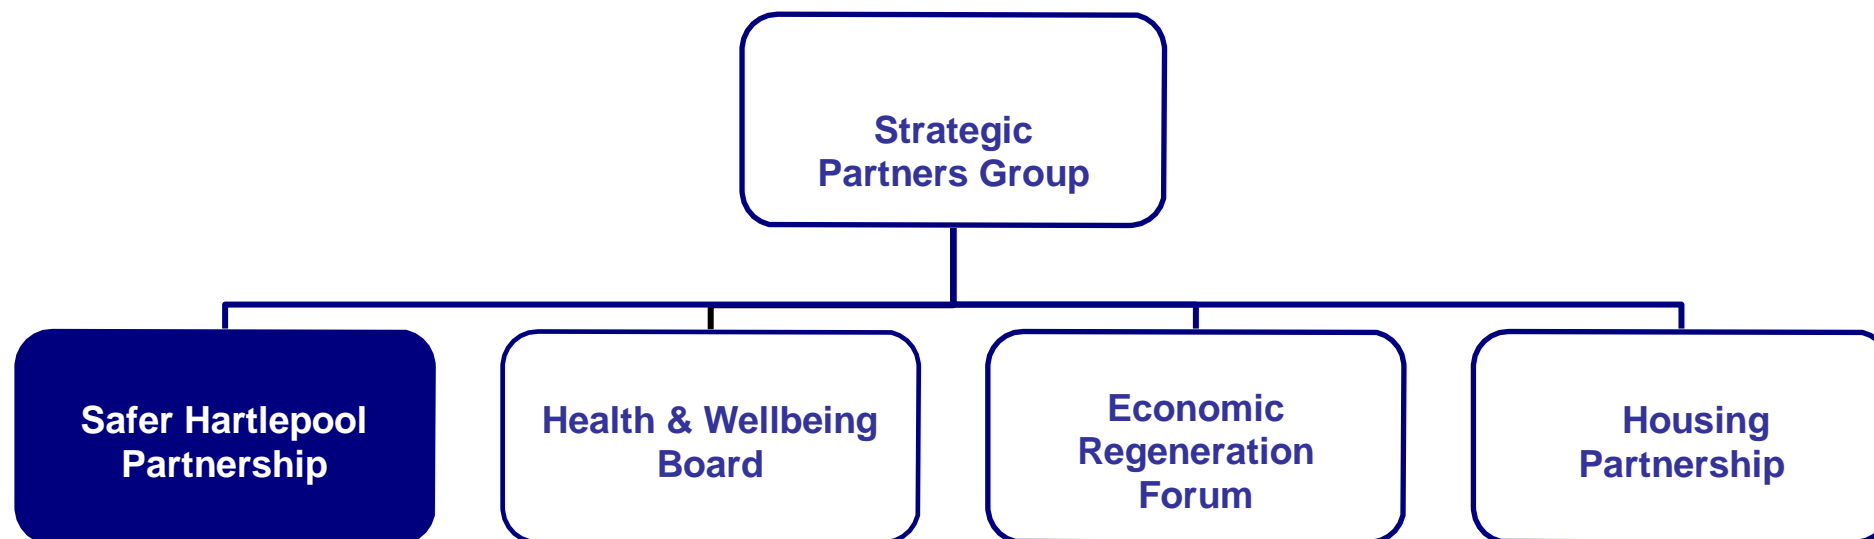 Strategic
Partners Group
Safer Hartlepool
Partnership
Health & Wellbeing
Board
Economic
Regeneration
Forum
Housing
Partnership